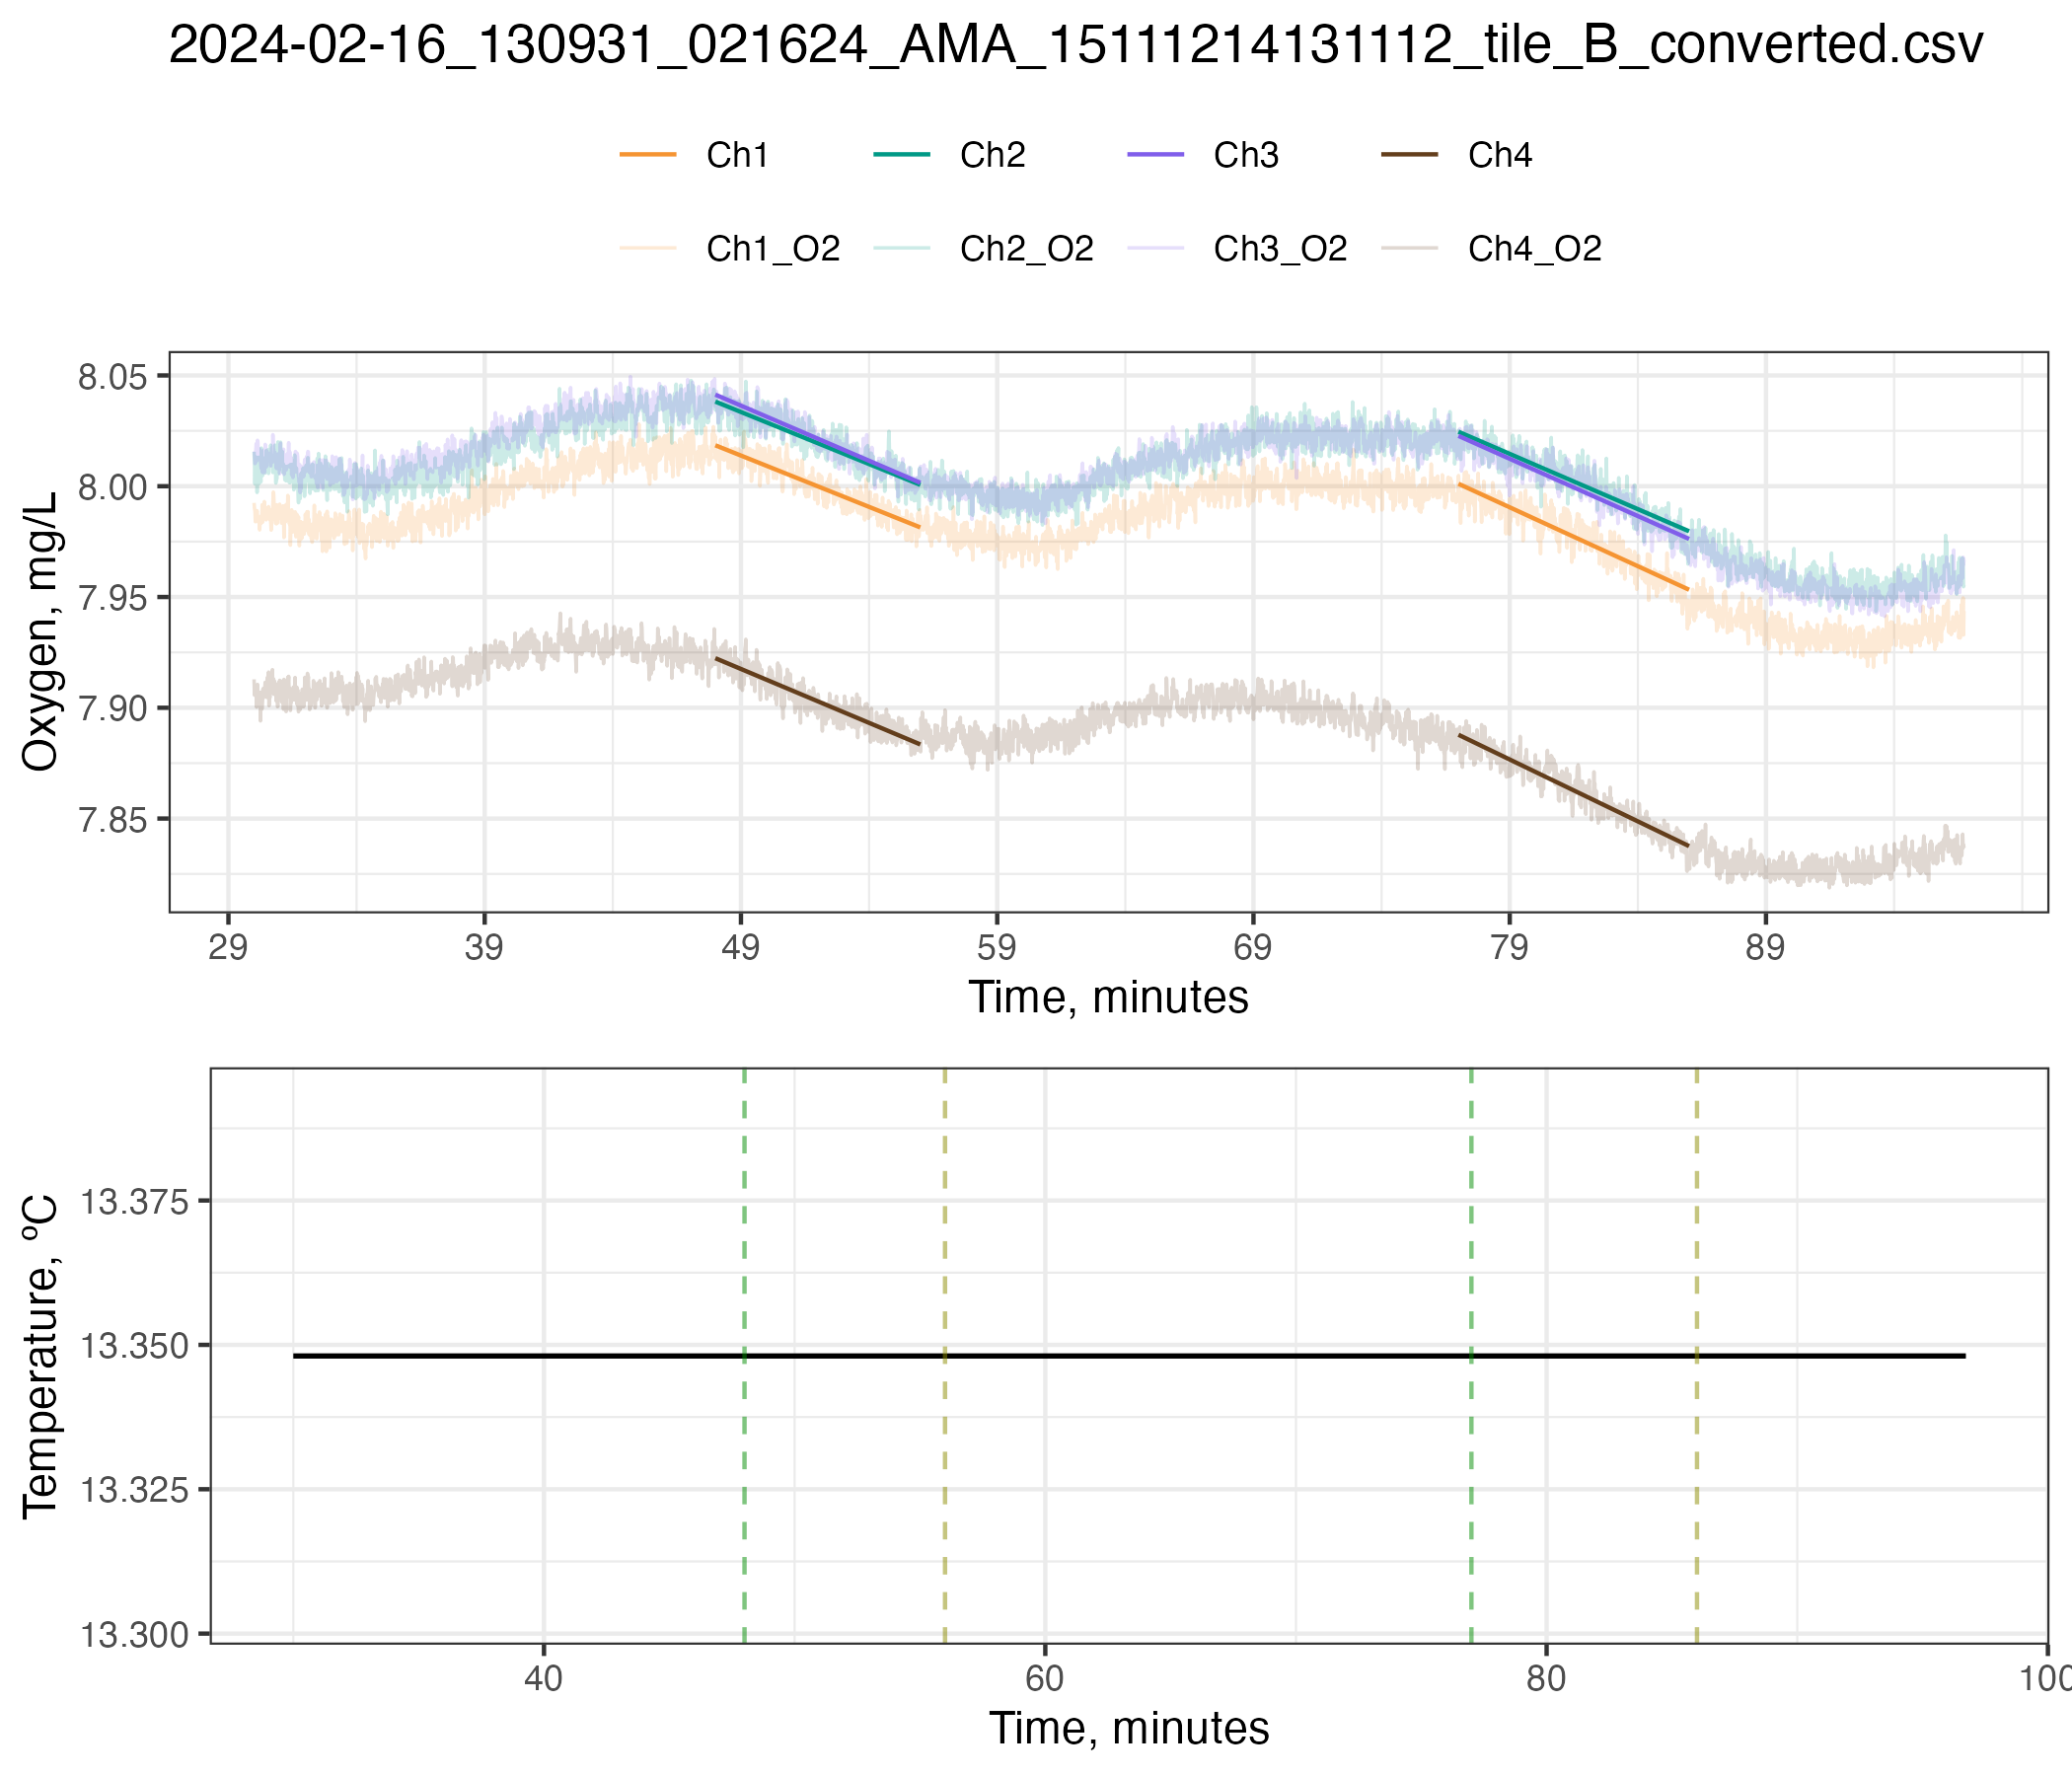 2024-02-16_130931_021624_AMA_15111214131112_tile_B_converted.csv
Ch1 Ch2 Ch3 Ch4
Ch1_O2 Ch2_O2 Ch3_O2 Ch4_O2
Oxygen, mg/L
8.05
8.00
7.95
7.90
7.85
29 39 49 59 69 79 89
Time, minutes
Temperature, ºC
13.375
13.350
13.325
13.300
40 60 80 100
Time, minutes